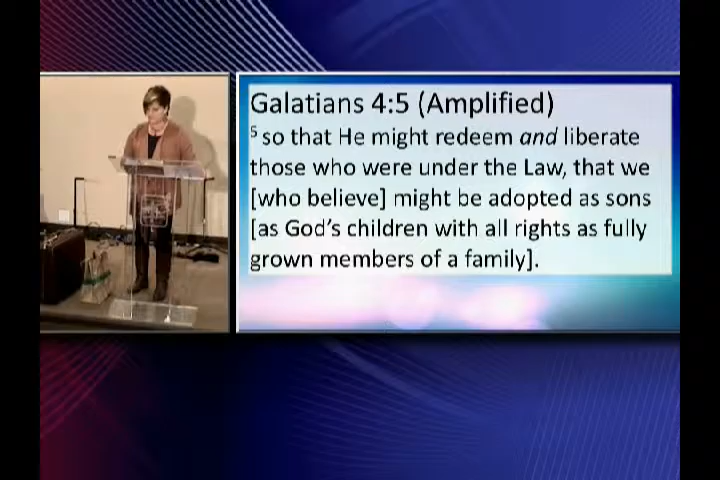 Galatians 4:5 (Amplified)
⁵ so that He might redeem and liberate
those who were under the Law, that we
[who believe] might be adopted as sons
[as God's children with all rights as fully
grown members of a family].